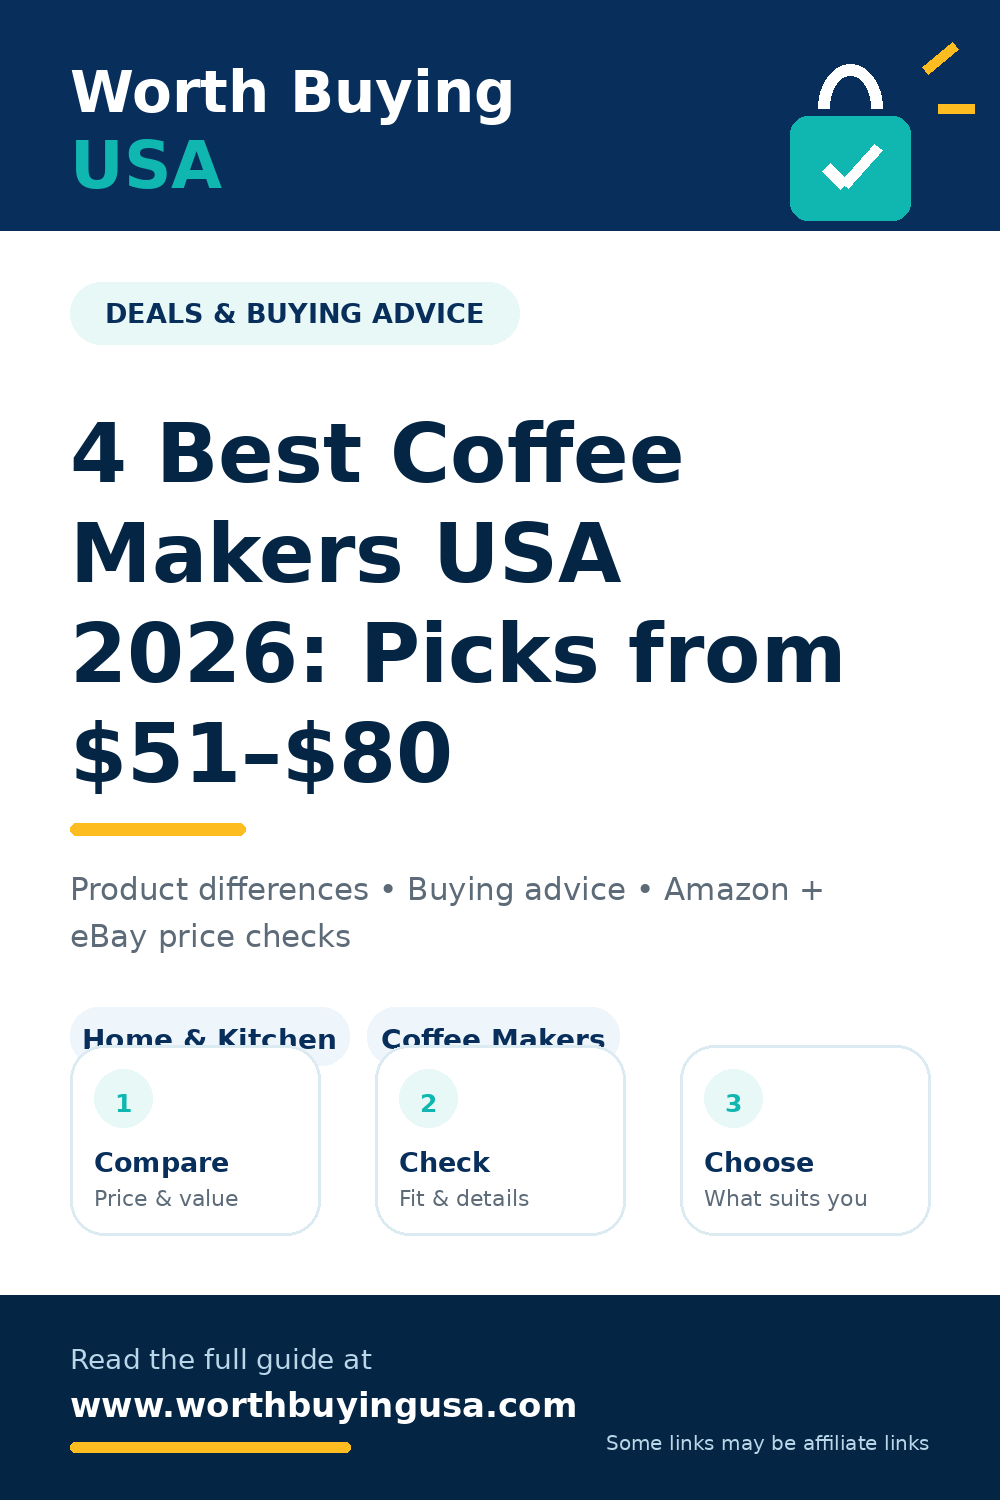 Worth Buying
USA
DEALS & BUYING ADVICE
4 Best Coffee
Makers USA
2026: Picks from
$51–$80
Product differences • Buying advice • Amazon +
eBay price checks
Home & Kitchen
Coffee Makers
1
Compare
Price & value
2
Check
Fit & details
3
Choose
What suits you
Read the full guide at
www.worthbuyingusa.com
Some links may be affiliate links